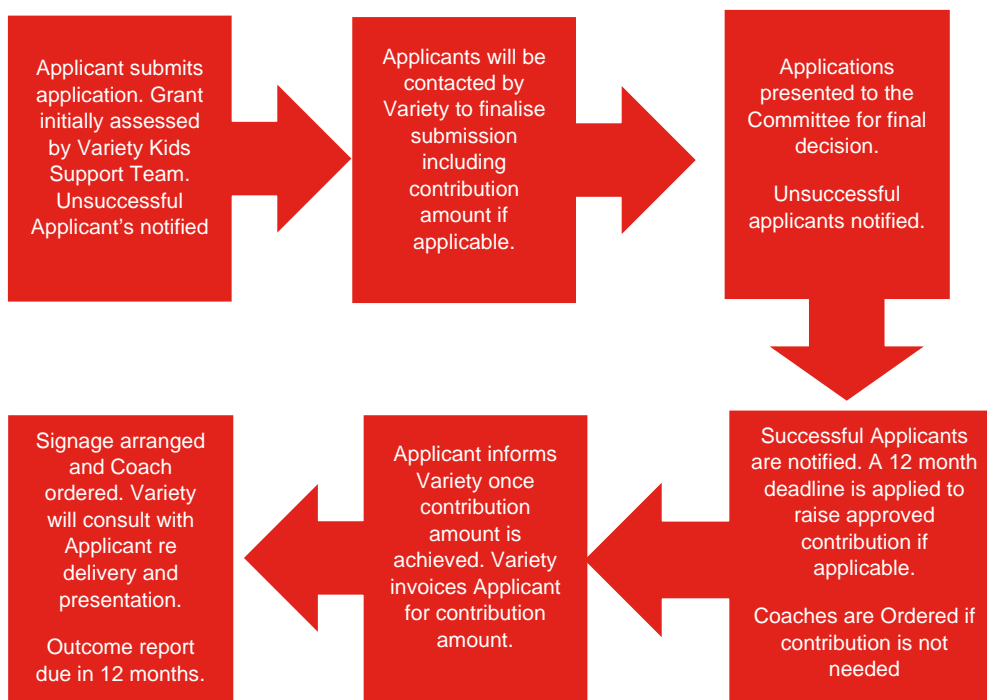 Applicant submits
application. Grant
initially assessed
by Variety Kids
Support Team.
Unsuccessful
Applicant's notified
Applicants will be
contacted by
Variety to finalise
submission
including
contribution
amount if
applicable.
Applications
presented to the
Committee for final
decision.
Unsuccessful
applicants notified.
Successful Applicants
are notified. A 12 month
deadline is applied to
raise approved
contribution if
applicable.
Coaches are Ordered if
contribution is not
needed
Applicant informs
Variety once
contribution
amount is
achieved. Variety
invoices Applicant
for contribution
amount.
Signage arranged
and Coach
ordered. Variety
will consult with
Applicant re
delivery and
presentation.
Outcome report
due in 12 months.